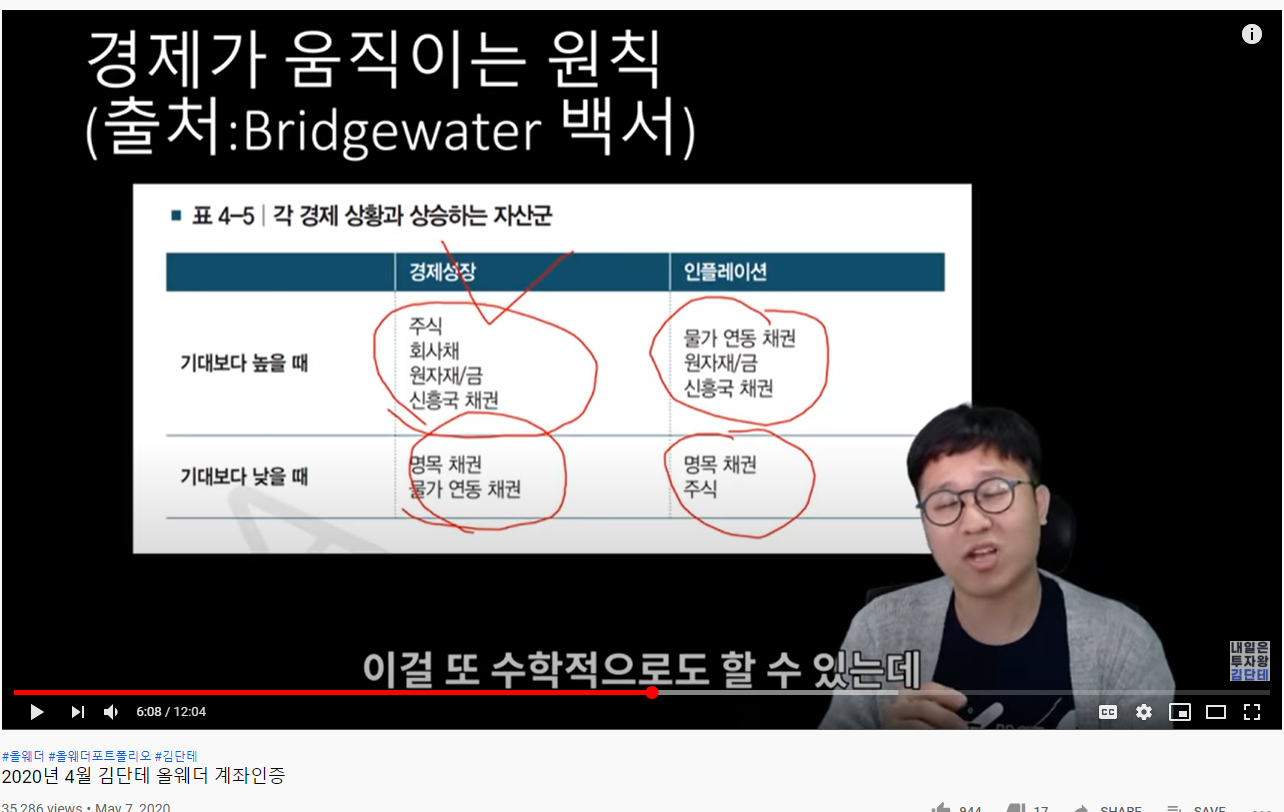 경제가 움직이는 원칙
(출처:Bridgewater 백서)
■ 표 4-5 | 각 경제 상황과 상승하는 자산군
경제성장 인플레이션
기대보다 높을 때
주식
회사채
원자재/금
신흥국 채권
물가 연동 채권
원자재/금
신흥국 채권
기대보다 낮을 때
명목 채권
물가 연동 채권
명목 채권
주식
이걸 또 수학적으로도 할 수 있는데
내일은
투자왕
김단테
6:08 / 12:04
CC
#올웨더 #올웨더포트폴리오 #김단테
2020년 4월 김단테 올웨더 계좌인증
35,286 views • May 7, 2020
944 17 SHARE SAVE